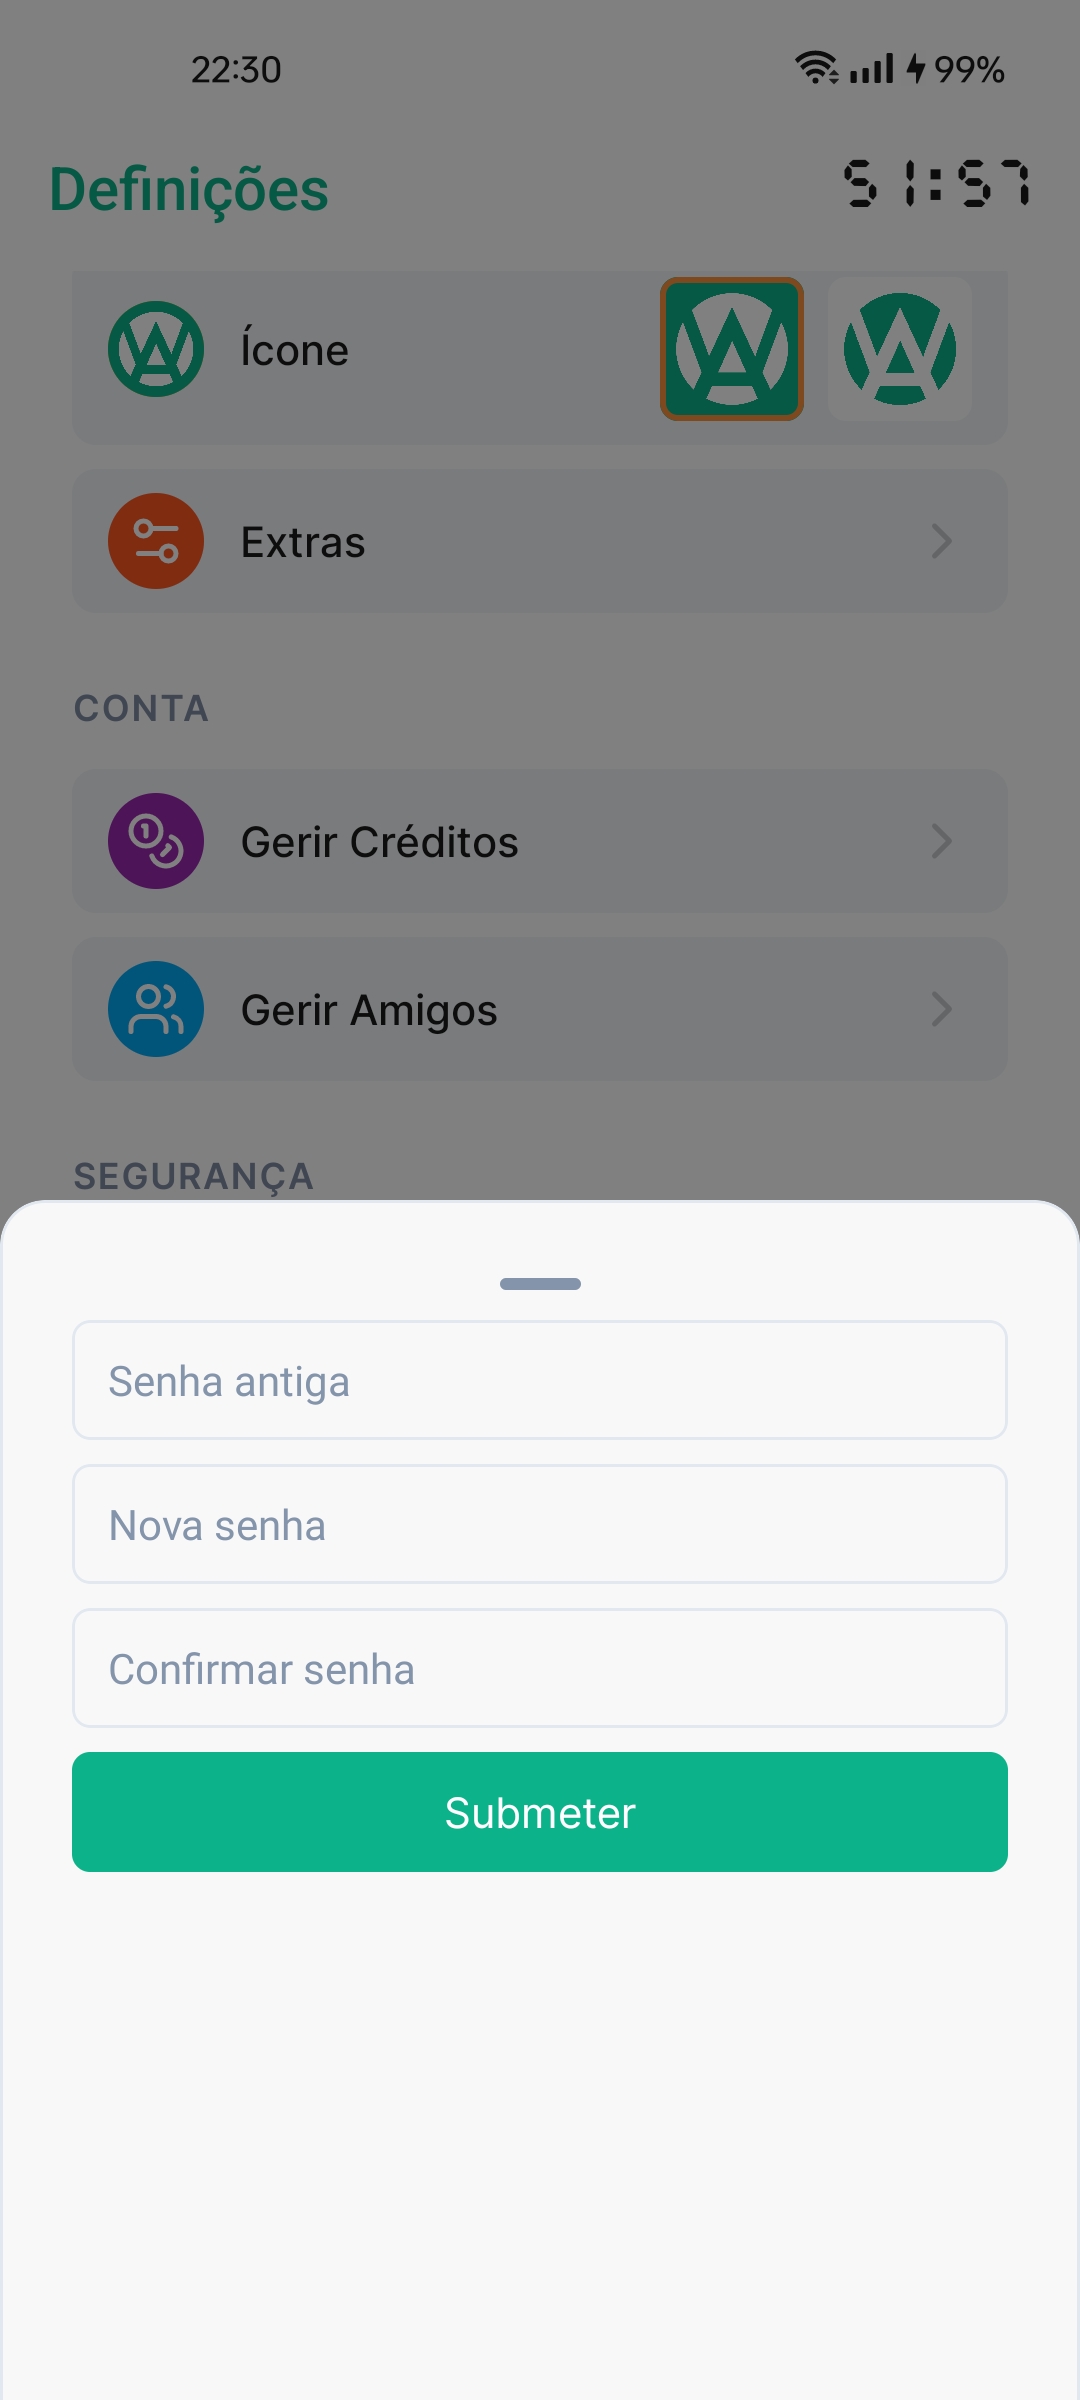 22:30
99%
Definições
51:57
Ícone
Extras
CONTA
Gerir Créditos
Gerir Amigos
SEGURANÇA
Senha antiga
Nova senha
Confirmar senha
Submeter